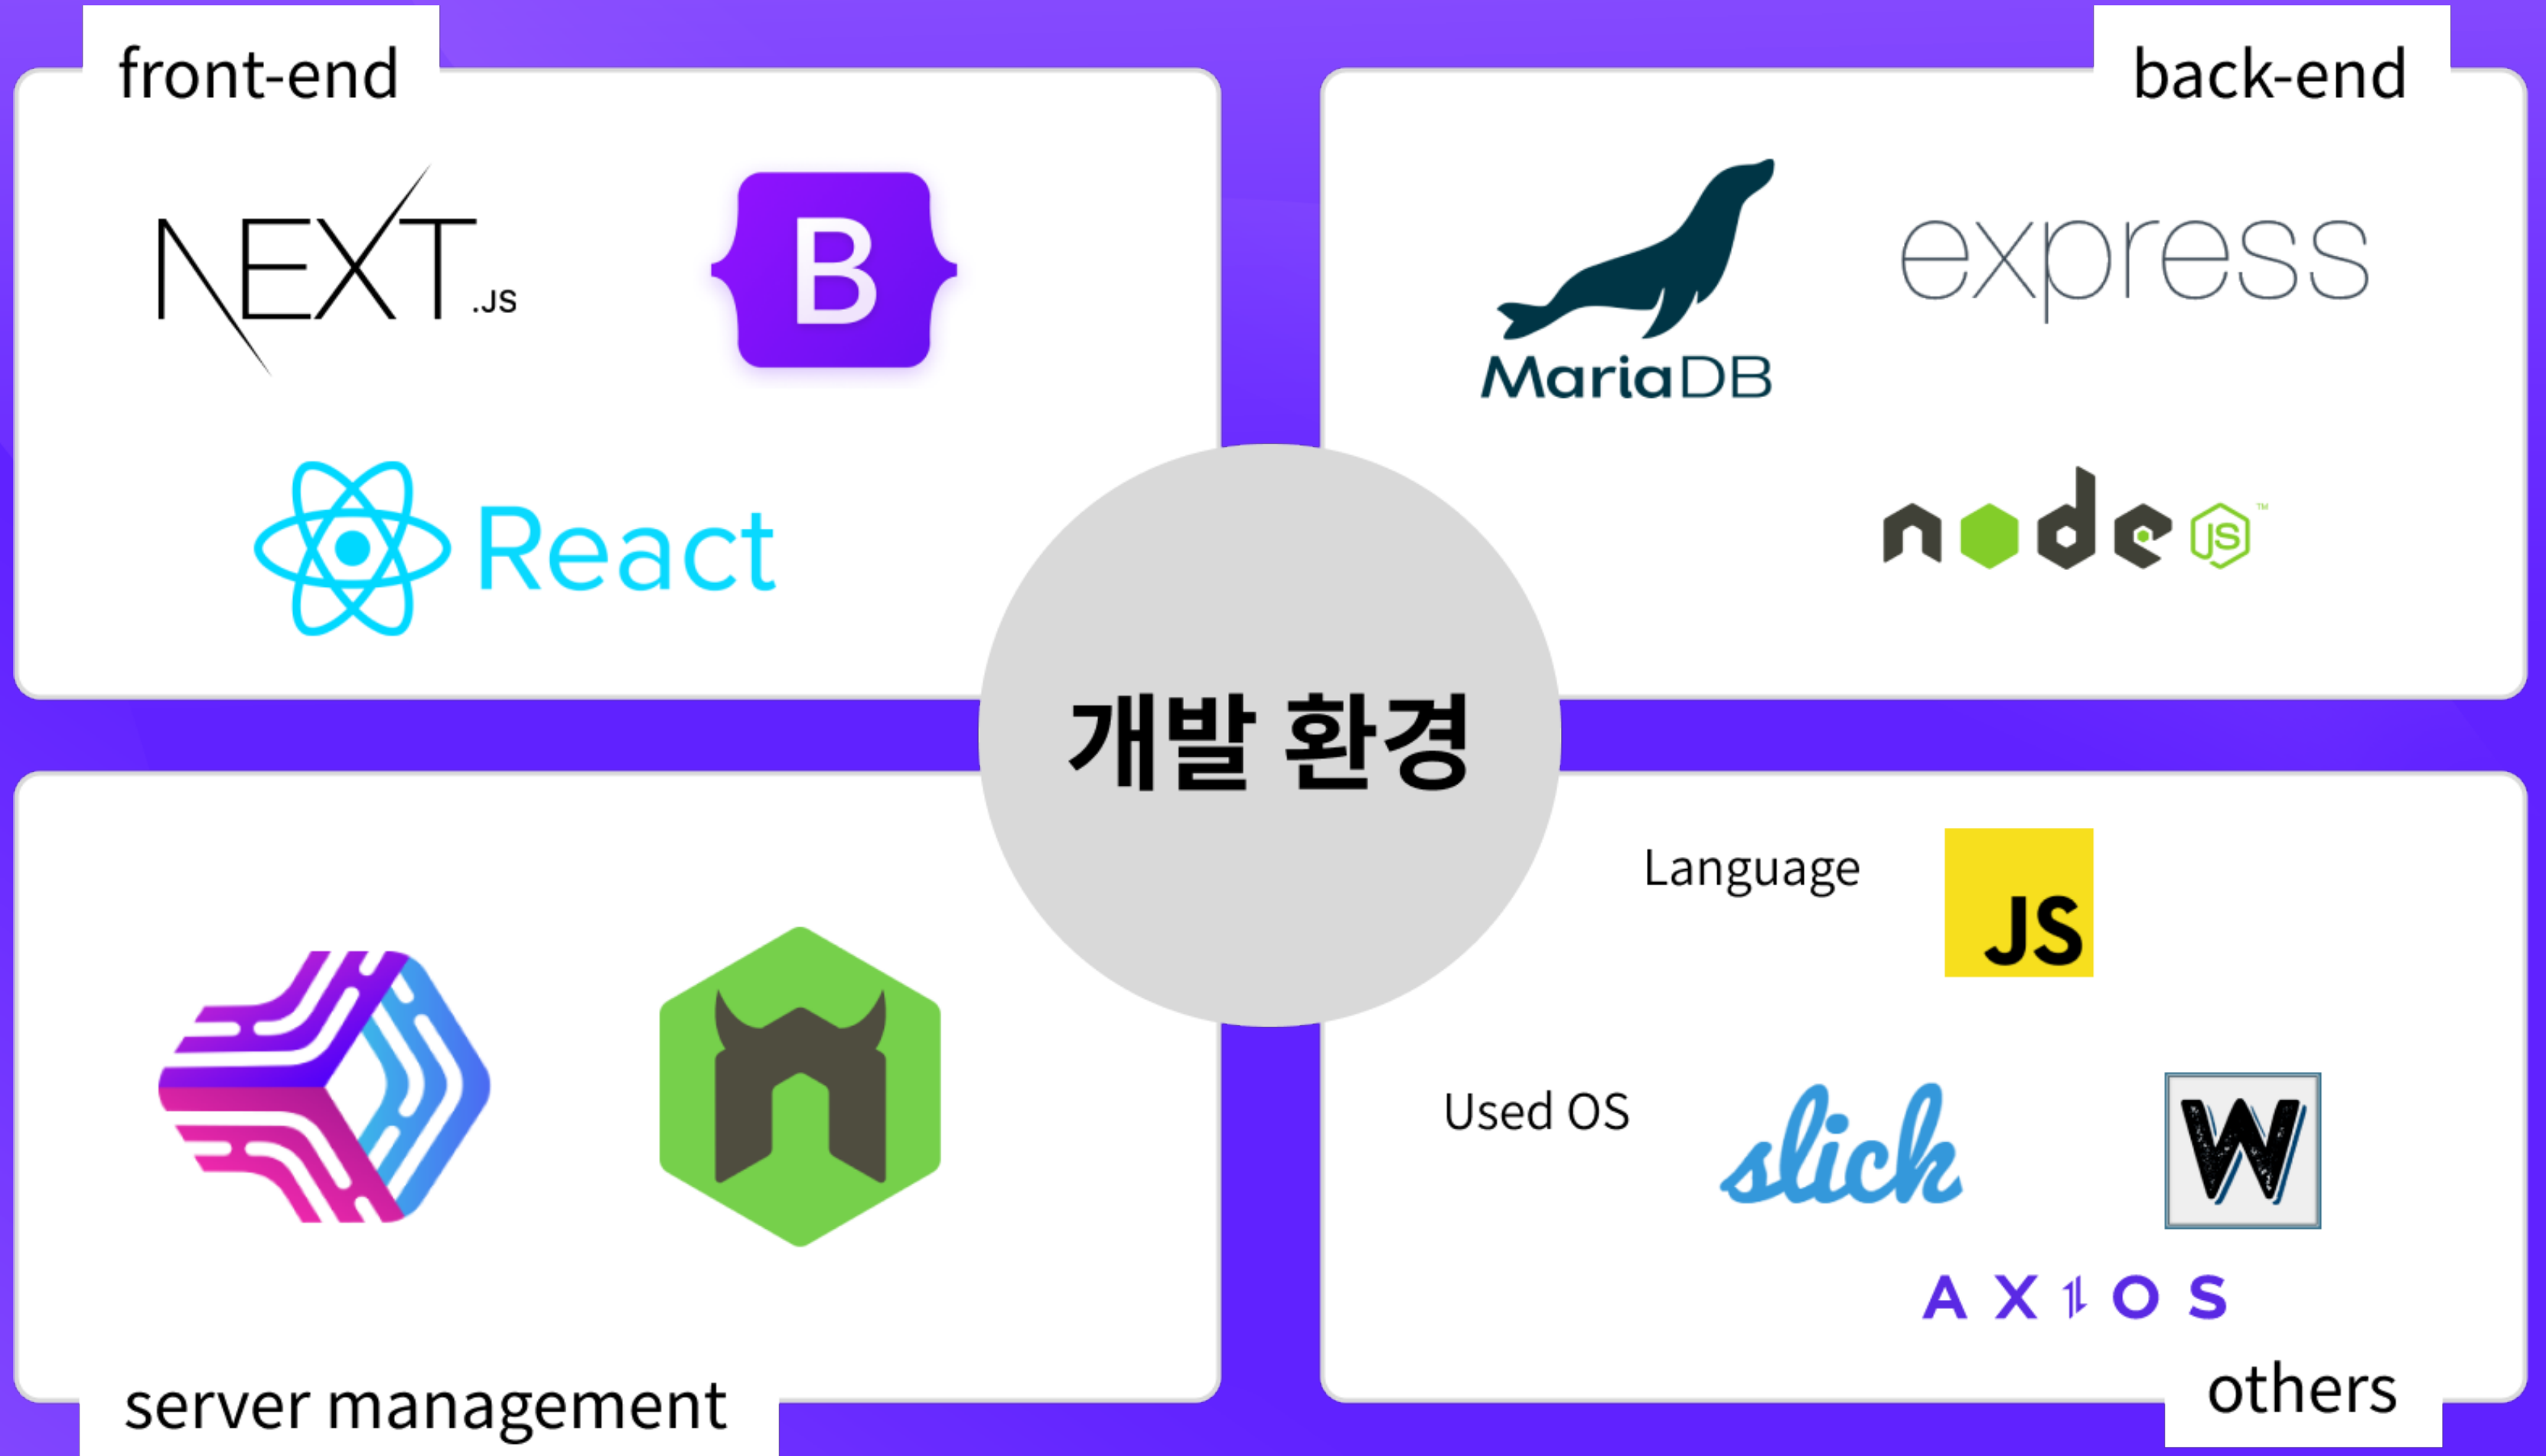 front-end
back-end
NEXT.JS
B
MariaDB
express
React
node JS™
개발 환경
Language
JS
Used OS
slick
W
AXIOS
server management
others